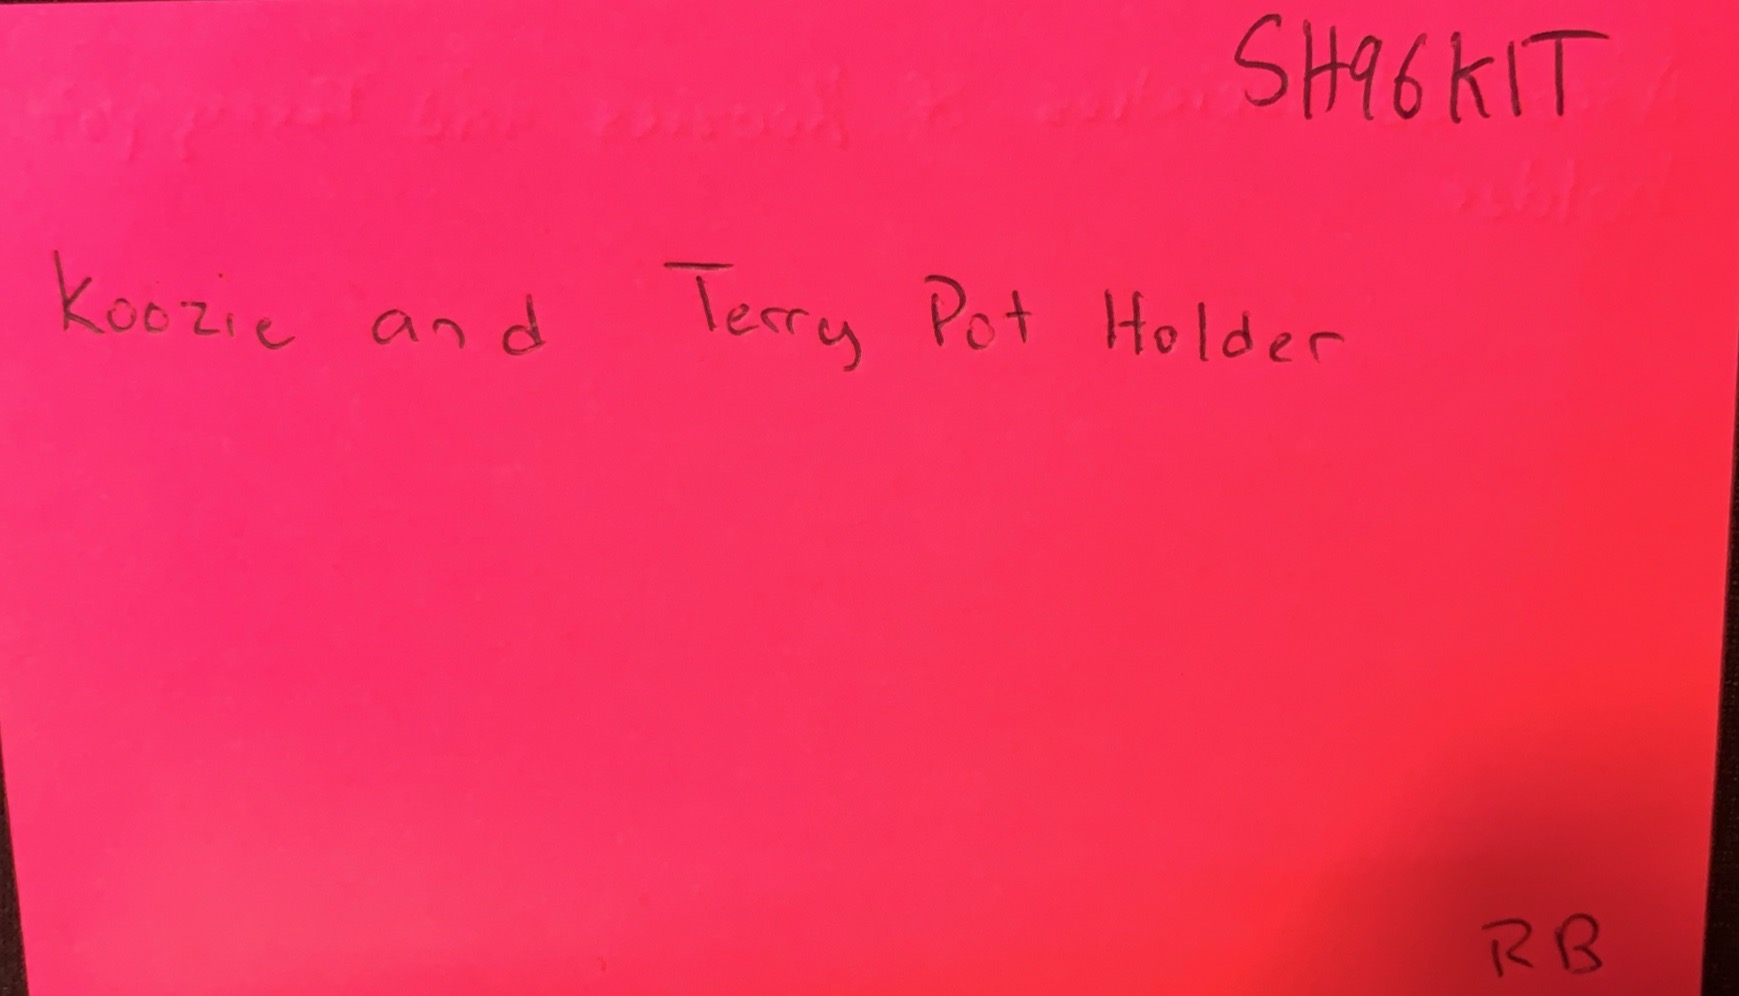 SH96KIT
Koozie and Terry Pot Holder
RB